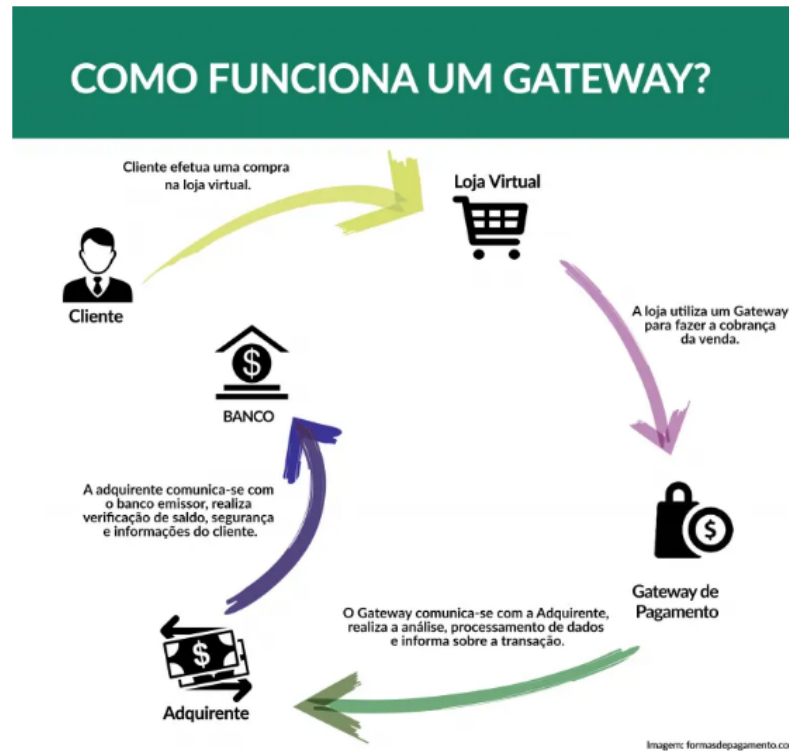 COMO FUNCIONA UM GATEWAY?
Cliente efetua uma compra
na loja virtual.
Loja Virtual
Cliente
A loja utiliza um Gateway
para fazer a cobrança
da venda.
BANCO
A adquirente comunica-se com
o banco emissor, realiza
verificação de saldo, segurança
e informações do cliente.
Gateway de
Pagamento
O Gateway comunica-se com a Adquirente,
realiza a análise, processamento de dados
e informa sobre a transação.
Adquirente
Imagem: formasdepagamento.co